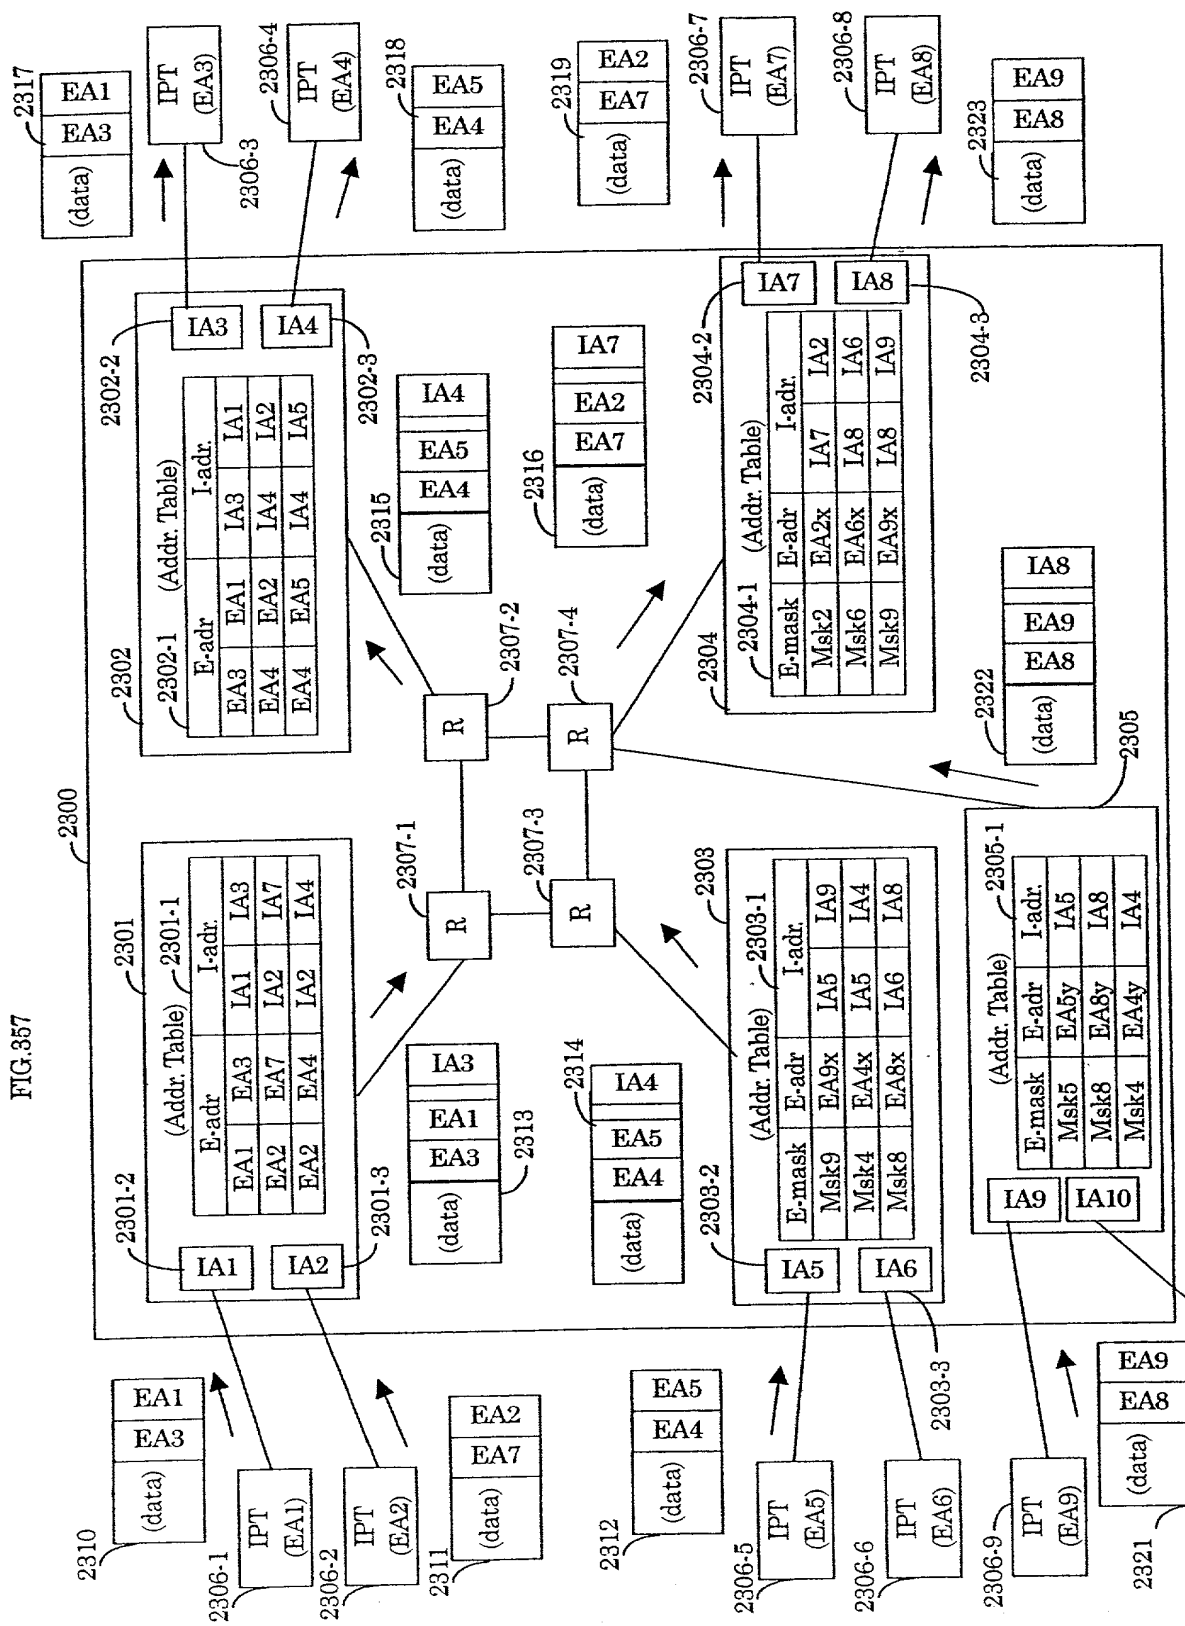 FIG.357
2300
2301
(Addr. Table)
2301-1
E-adr
I-adr.
EA1 EA3 IA1 IA3
EA2 EA7 IA2 IA7
EA2 EA4 IA2 IA4
2301-2
IA1
IA2
2301-3
2302
2302-1
(Addr. Table)
E-adr
I-adr.
EA3 EA1 IA3 IA1
EA4 EA2 IA4 IA2
EA4 EA5 IA4 IA5
2302-2
IA3
IA4
2302-3
2317
(data) EA3 EA1
IPT
(EA3)
2306-3
2306-4
IPT
(EA4)
2318
(data) EA4 EA5
2310
(data) EA3 EA1
2306-1
IPT
(EA1)
2306-2
IPT
(EA2)
2311
(data) EA7 EA2
(data) EA3 EA1 IA3
2313
2307-1
R
R
2307-2
2307-3
R
R
2307-4
2315
(data) EA4 EA5 IA4
2314
(data) EA4 EA5 IA4
2316
(data) EA7 EA2 IA7
2319
(data) EA7 EA2
2306-7
IPT
(EA7)
2306-8
IPT
(EA8)
2323
(data) EA8 EA9
2312
(data) EA4 EA5
2306-5
IPT
(EA5)
2306-6
IPT
(EA6)
2303
2303-1
(Addr. Table)
E-mask E-adr I-adr.
Msk9 EA9x IA5 IA9
Msk4 EA4x IA5 IA4
Msk8 EA8x IA6 IA8
2303-2
IA5
IA6
2303-3
2304
2304-1
(Addr. Table)
E-mask E-adr I-adr.
Msk2 EA2x IA7 IA2
Msk6 EA6x IA8 IA6
Msk9 EA9x IA8 IA9
2304-2
IA7
IA8
2304-3
2322
(data) EA8 EA9 IA8
2305
2305-1
(Addr. Table)
E-mask E-adr I-adr.
Msk5 EA5y IA5
Msk8 EA8y IA8
Msk4 EA4y IA4
IA9
IA10
2306-9
IPT
(EA9)
2321
(data) EA8 EA9